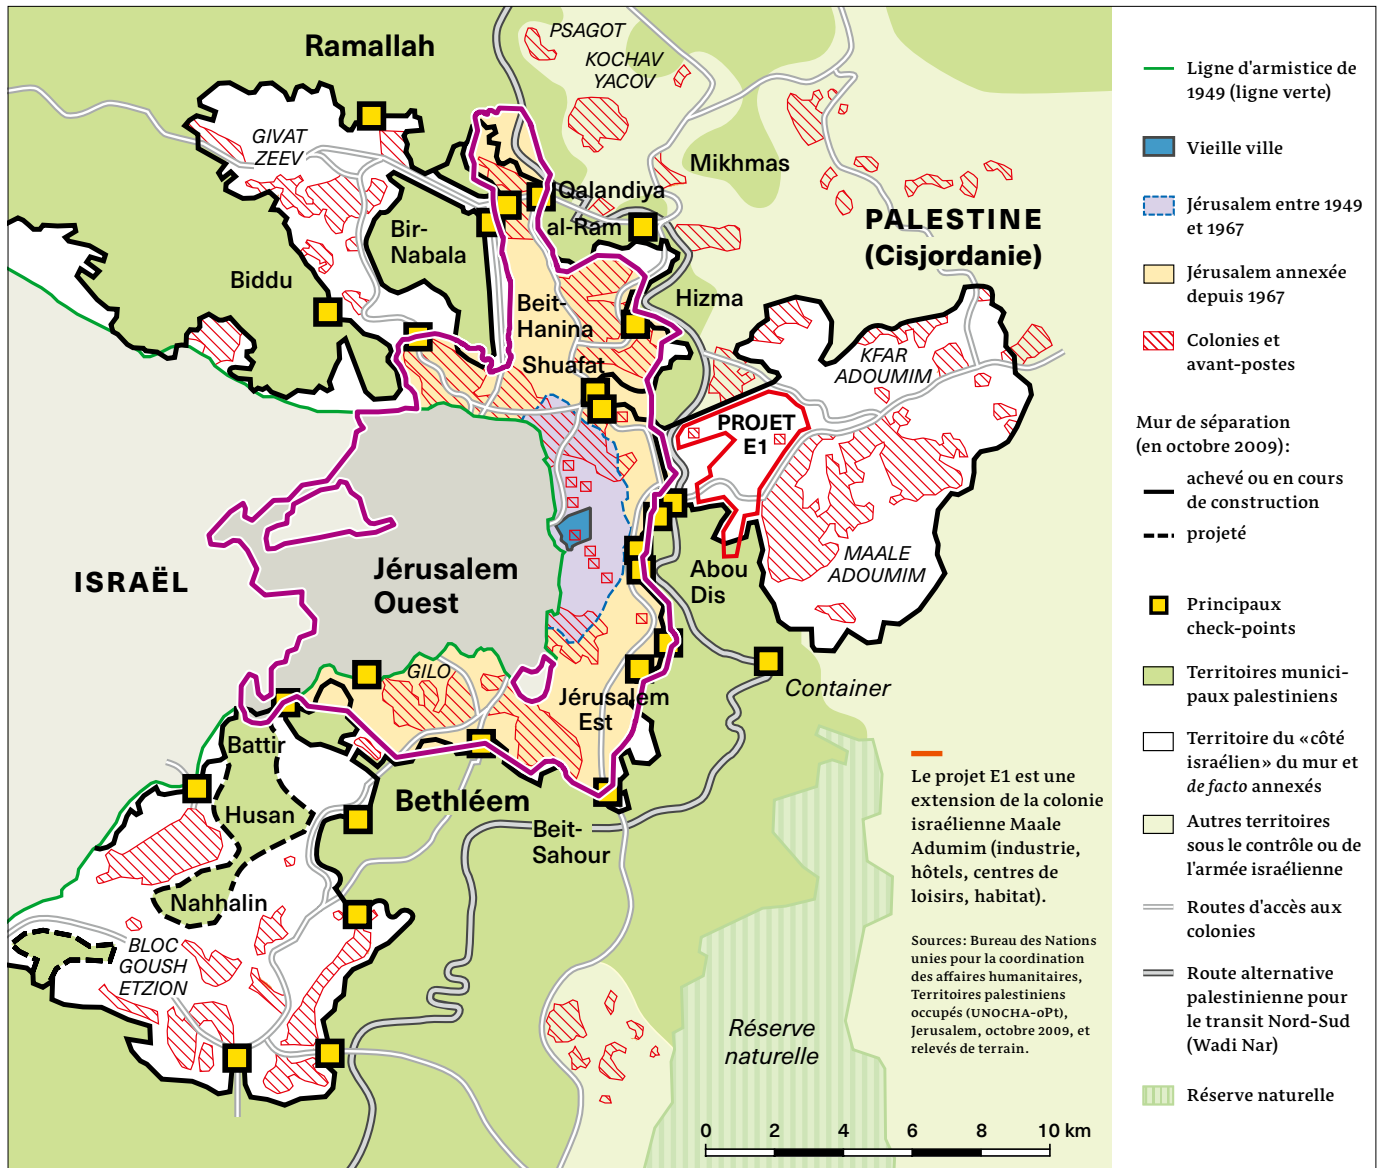 PSAGOT
Ramallah
KOCHAV
YACOV
GIVAT
ZEEV
Mikhmas
Qalandiya
PALESTINE
(Cisjordanie)
al-Ram
Bir-
Nabala
Biddu
Hizma
Beit-
Hanina
Shuafat
KFAR
ADOUMIM
PROJET
E1
MAALE
ADOUMIM
ISRAËL
Jérusalem
Ouest
Abou
Dis
GILO
Container
Jérusalem
Est
Battir
Bethléem
Husan
Beit-
Sahour
Nahhalin
BLOC
GOUSH
ETZION
Réserve
naturelle
Le projet E1 est une
extension de la colonie
israélienne Maale
Adumim (industrie,
hôtels, centres de
loisirs, habitat).
Sources: Bureau des Nations
unies pour la coordination
des affaires humanitaires,
Territoires palestiniens
occupés (UNOCHA-oPt),
Jerusalem, octobre 2009, et
relevés de terrain.
0 2 4 6 8 10 km
Ligne d'armistice de
1949 (ligne verte)
Vieille ville
Jérusalem entre 1949
et 1967
Jérusalem annexée
depuis 1967
Colonies et
avant-postes
Mur de séparation
(en octobre 2009):
achevé ou en cours
de construction
projeté
Principaux
check-points
Territoires munici-
paux palestiniens
Territoire du «côté
israélien» du mur et
de facto annexés
Autres territoires
sous le contrôle ou de
l'armée israélienne
Routes d'accès aux
colonies
Route alternative
palestinienne pour
le transit Nord-Sud
(Wadi Nar)
Réserve naturelle